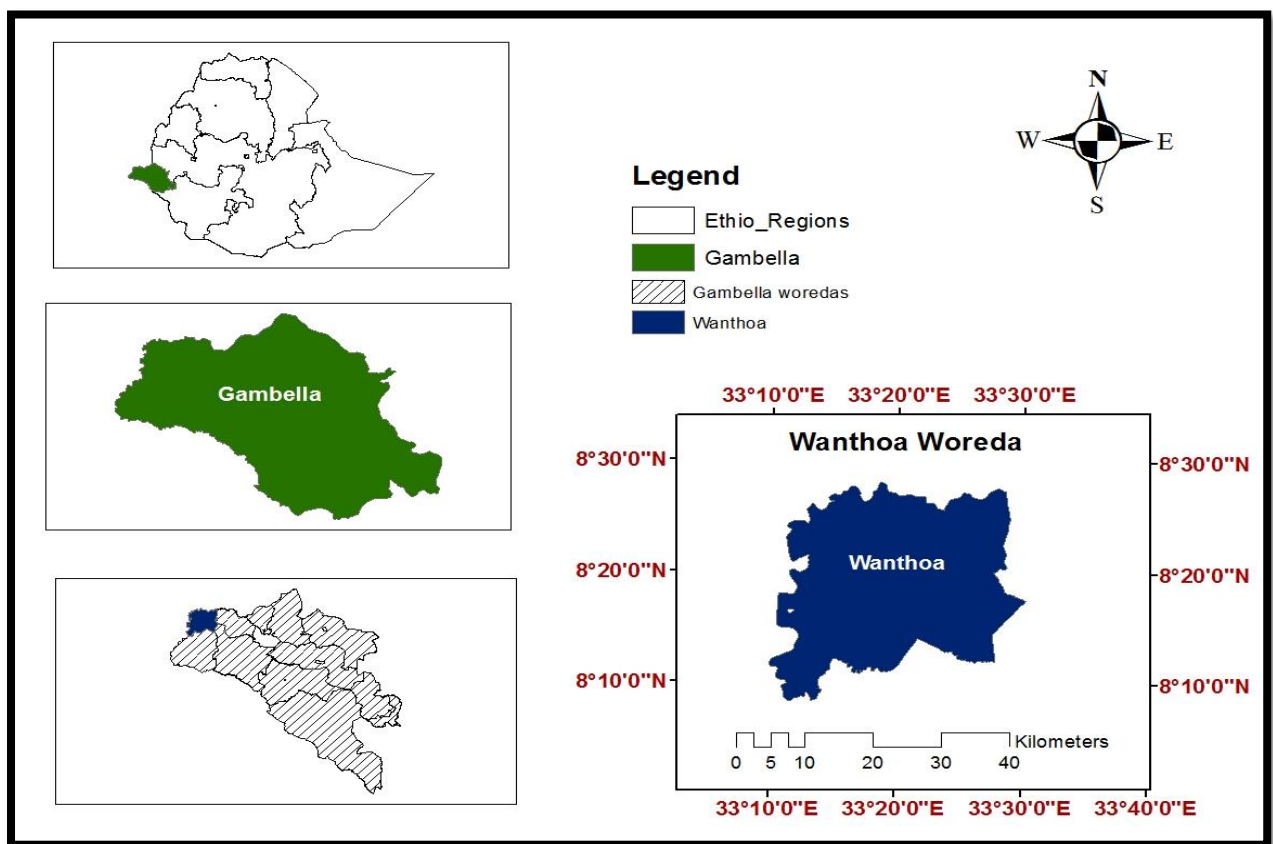 N
W E
S
Legend
Ethio_Regions
Gambella
Gambella woredas
Wanthoa
Gambella
33°10'0"E 33°20'0"E 33°30'0"E
Wanthoa Woreda
8°30'0"N 8°30'0"N
Wanthoa
8°20'0"N 8°20'0"N
8°10'0"N 8°10'0"N
Kilometers
0 5 10 20 30 40
33°10'0"E 33°20'0"E 33°30'0"E 33°40'0"E